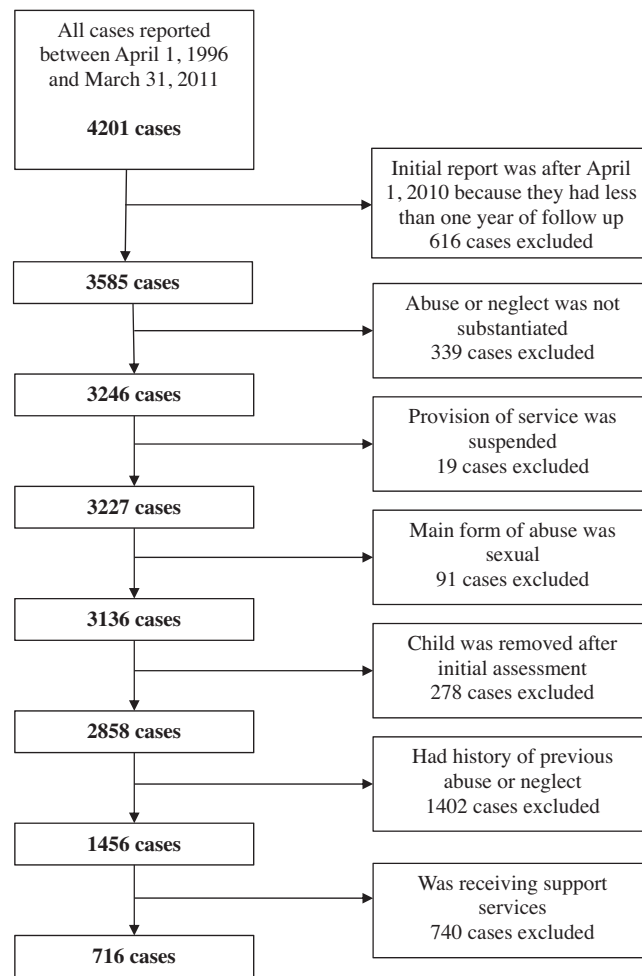 All cases reported
between April 1, 1996
and March 31, 2011
4201 cases
Initial report was after April
1, 2010 because they had less
than one year of follow up
616 cases excluded
3585 cases
Abuse or neglect was not
substantiated
339 cases excluded
3246 cases
Provision of service was
suspended
19 cases excluded
3227 cases
Main form of abuse was
sexual
91 cases excluded
3136 cases
Child was removed after
initial assessment
278 cases excluded
2858 cases
Had history of previous
abuse or neglect
1402 cases excluded
1456 cases
Was receiving support
services
740 cases excluded
716 cases